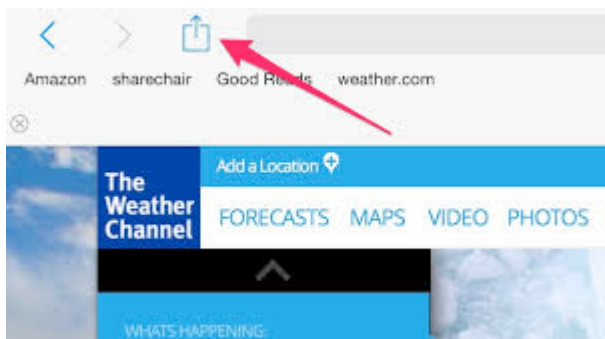 Amazon sharechair Good Reads weather.com
Add a Location
The
Weather
Channel
FORECASTS MAPS VIDEO PHOTOS
WHATS HAPPENING: